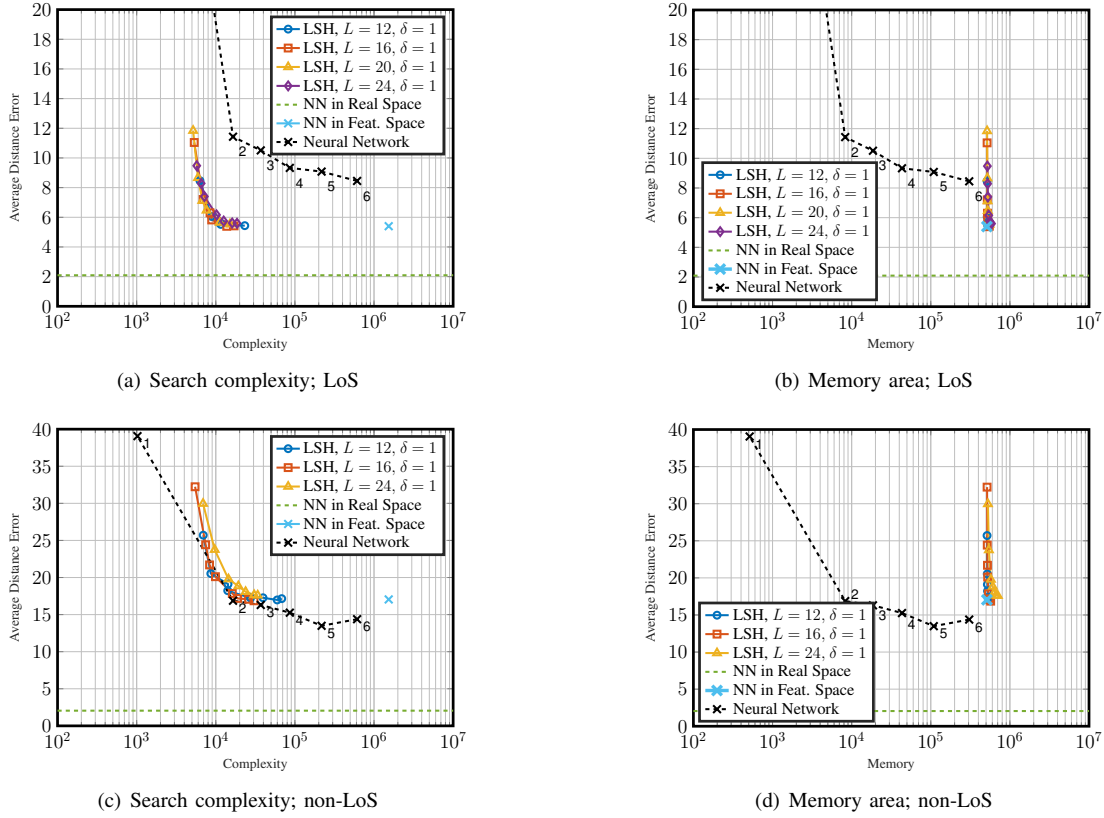 20
18
16
14
12
10
8
6
4
2
0
Average Distance Error
LSH, L = 12, δ = 1
LSH, L = 16, δ = 1
LSH, L = 20, δ = 1
LSH, L = 24, δ = 1
NN in Real Space
NN in Feat. Space
Neural Network
2
3
4
5
6
10^2 10^3 10^4 10^5 10^6 10^7
Complexity
(a) Search complexity; LoS
20
18
16
14
12
10
8
6
4
2
0
Average Distance Error
2
3
4
5
6
LSH, L = 12, δ = 1
LSH, L = 16, δ = 1
LSH, L = 20, δ = 1
LSH, L = 24, δ = 1
NN in Real Space
NN in Feat. Space
Neural Network
10^2 10^3 10^4 10^5 10^6 10^7
Memory
(b) Memory area; LoS
40
35
30
25
20
15
10
5
0
Average Distance Error
1
LSH, L = 12, δ = 1
LSH, L = 16, δ = 1
LSH, L = 24, δ = 1
NN in Real Space
NN in Feat. Space
Neural Network
2
3
4
5
6
10^2 10^3 10^4 10^5 10^6 10^7
Complexity
(c) Search complexity; non-LoS
40
35
30
25
20
15
10
5
0
Average Distance Error
1
2
3
4
5
6
LSH, L = 12, δ = 1
LSH, L = 16, δ = 1
LSH, L = 24, δ = 1
NN in Real Space
NN in Feat. Space
Neural Network
10^2 10^3 10^4 10^5 10^6 10^7
Memory
(d) Memory area; non-LoS